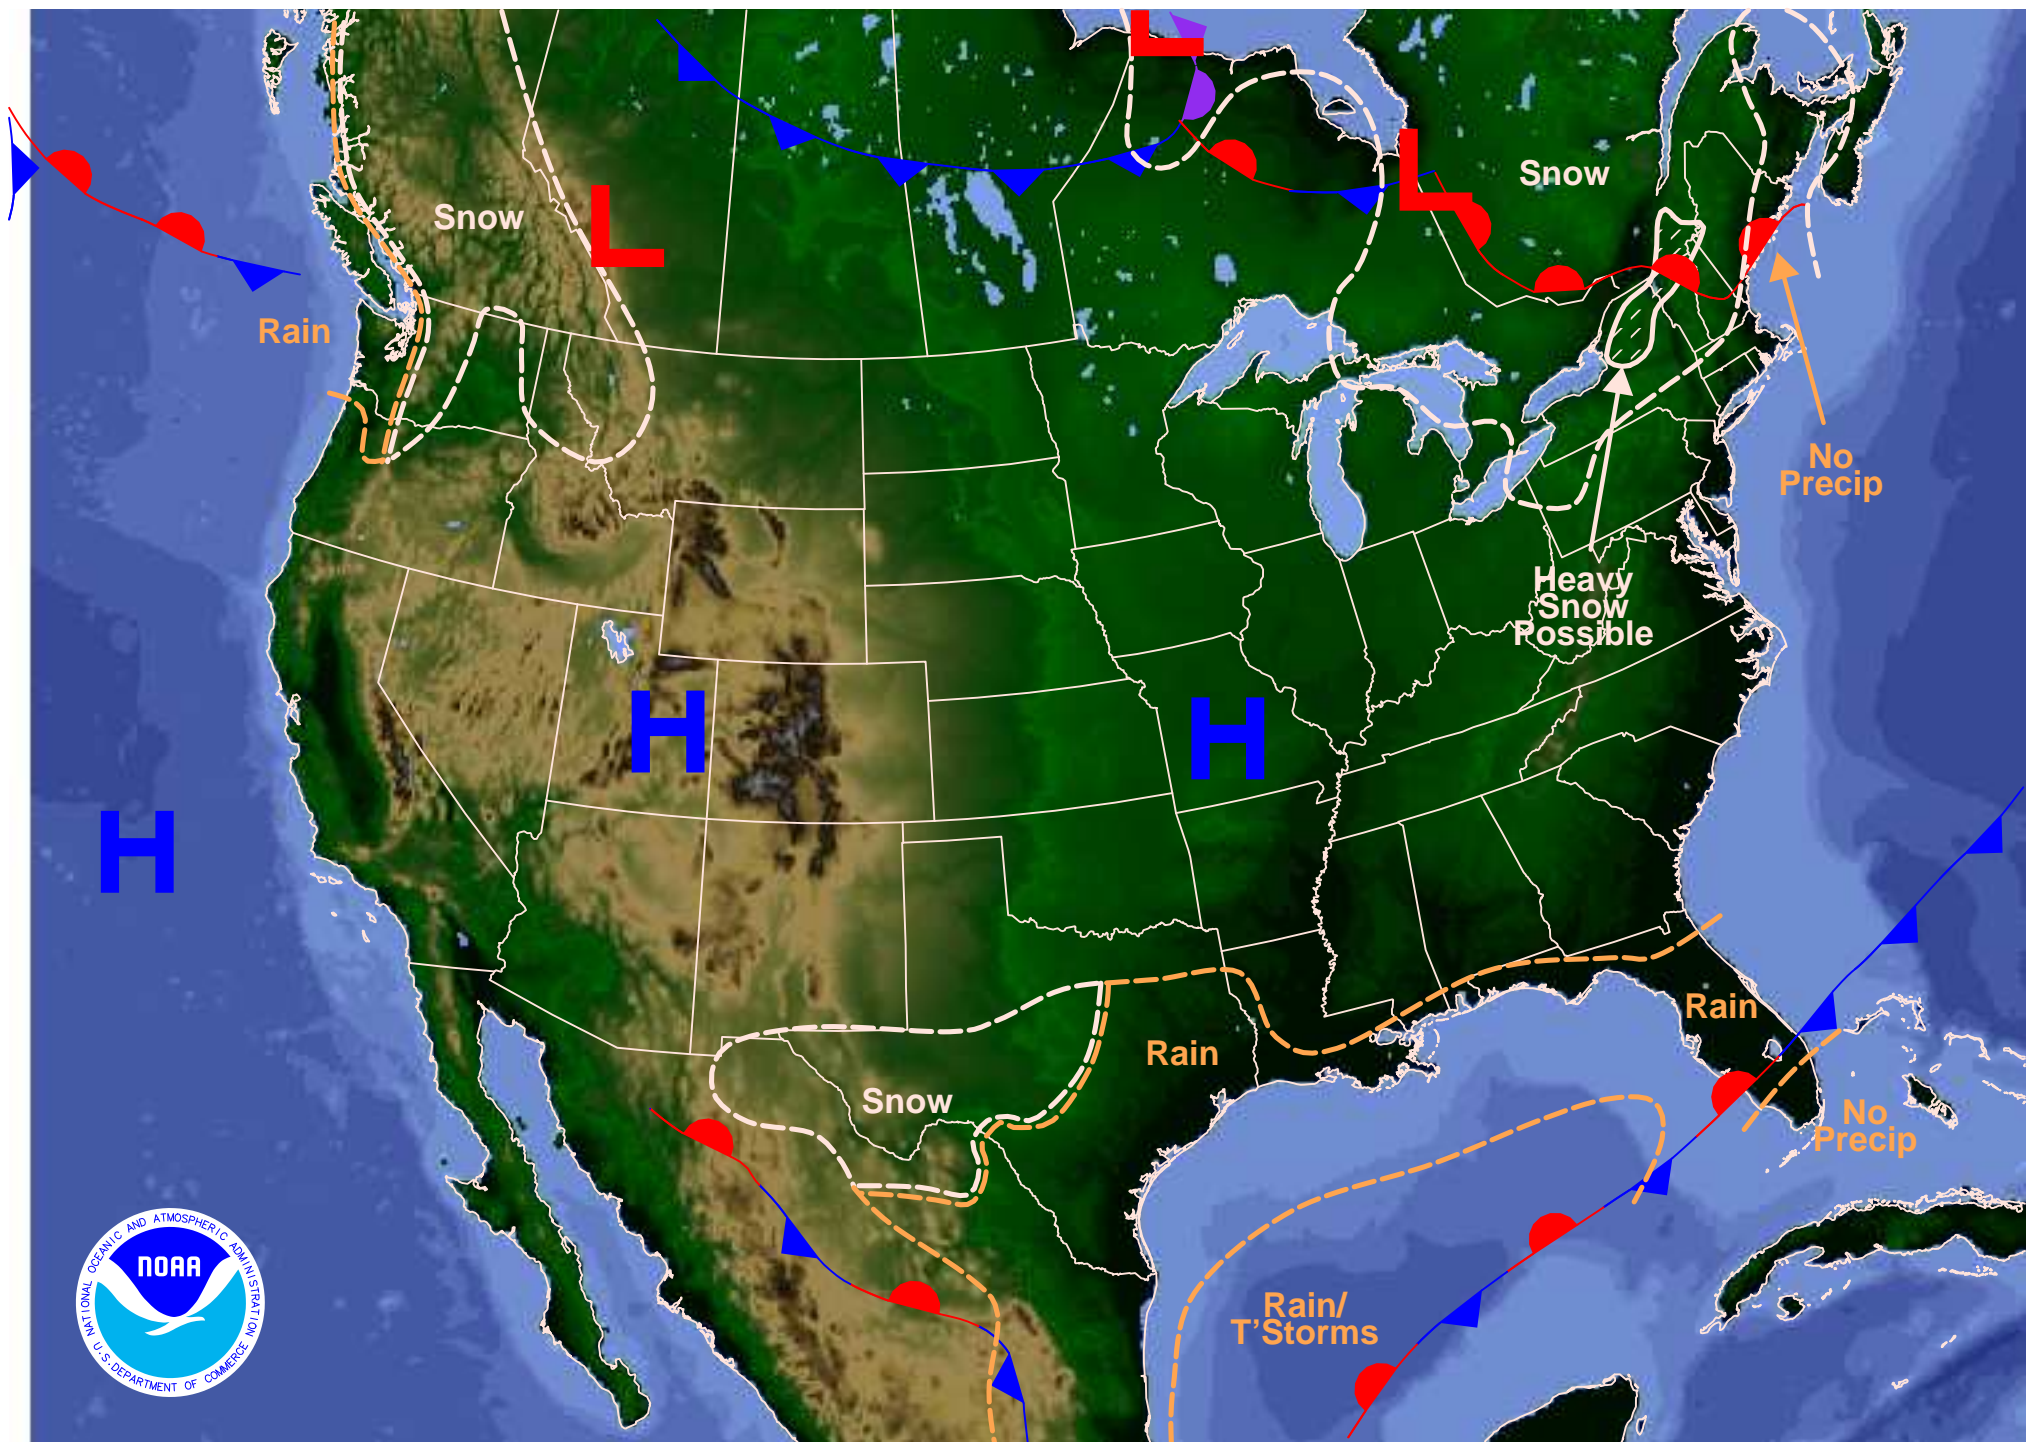 L
L
Snow
Snow
L
Rain
No
Precip
Heavy
Snow
Possible
H
H
H
Rain
Rain
Snow
No
Precip
Rain/
T'Storms
NATIONAL OCEANIC AND ATMOSPHERIC ADMINISTRATION
NOAA
U.S. DEPARTMENT OF COMMERCE